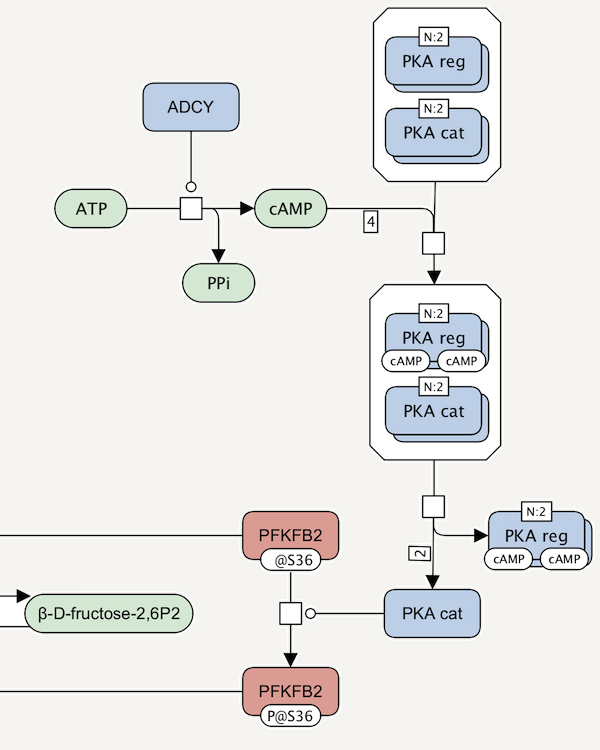 N:2
PKA reg
N:2
PKA cat
ADCY
ATP
cAMP
4
PPi
N:2
PKA reg
cAMP cAMP
N:2
PKA cat
N:2
PKA reg
cAMP cAMP
2
PFKFB2
@S36
β-D-fructose-2,6P2
PKA cat
PFKFB2
P@S36